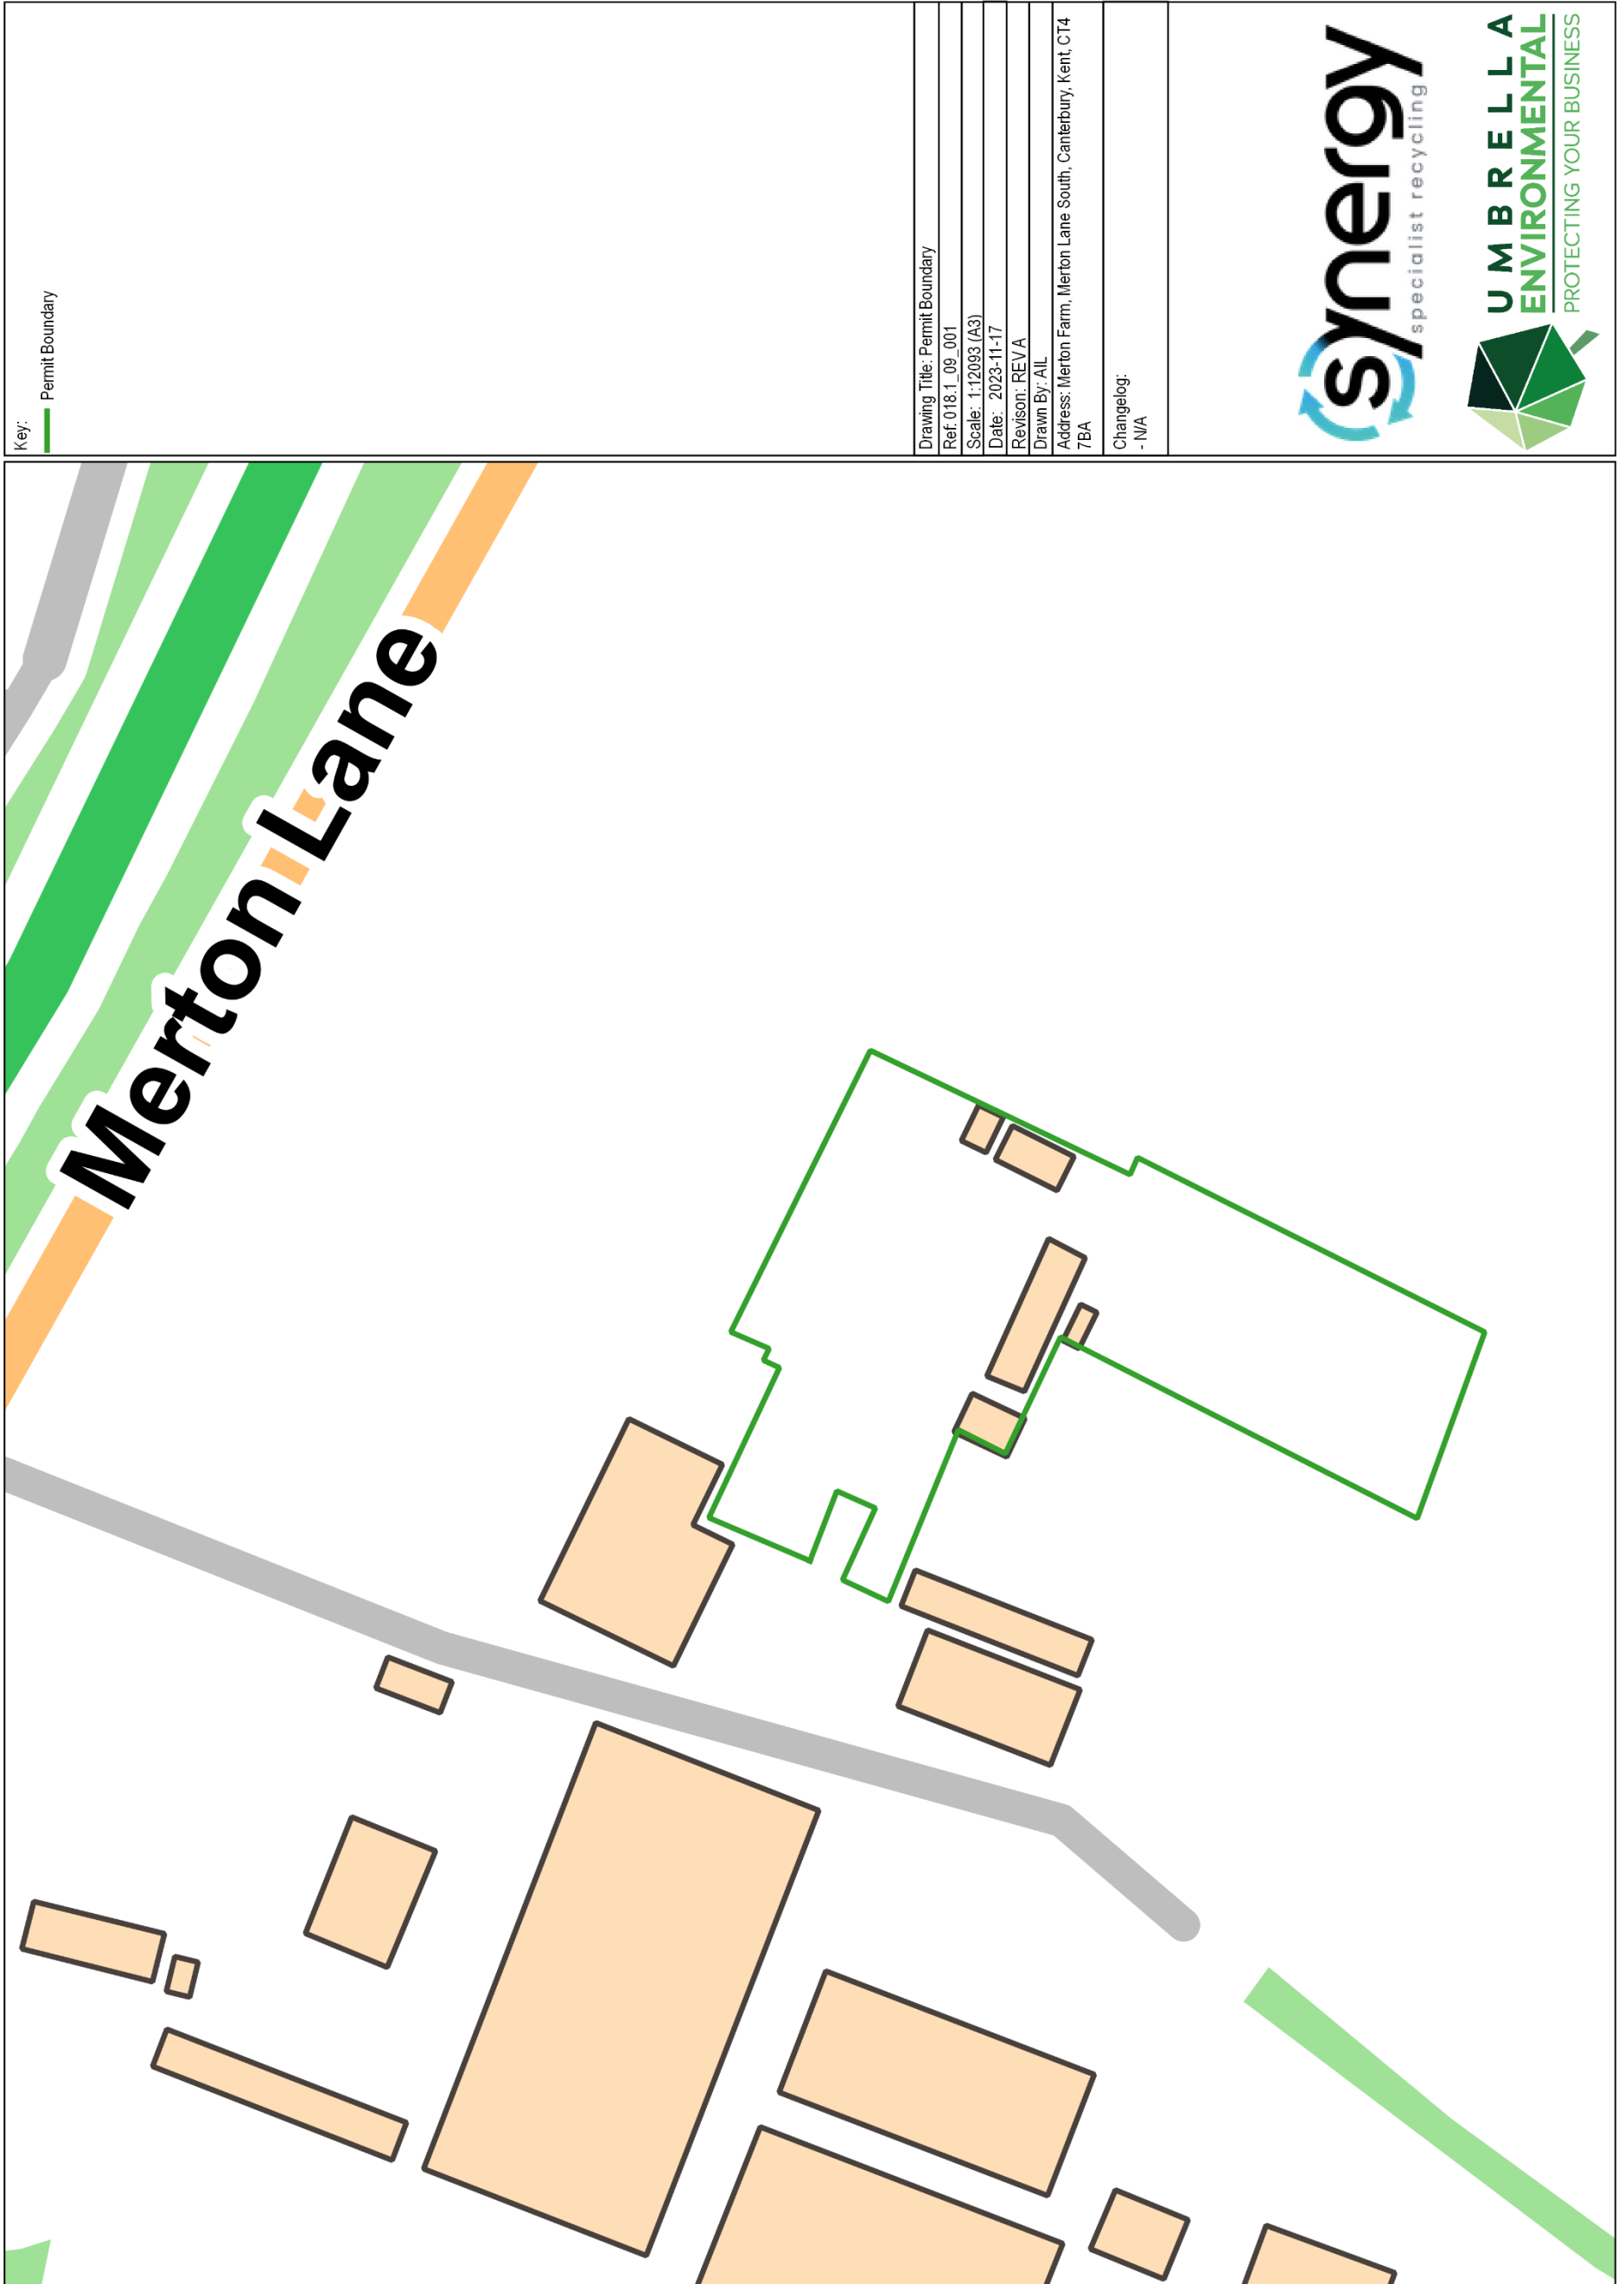 Key:
Permit Boundary
Merton Lane
Drawing Title: Permit Boundary
Ref: 018.1_09_001
Scale: 1:12093 (A3)
Date: 2023-11-17
Revison: REV A
Drawn By: AIL
Address: Merton Farm, Merton Lane South, Canterbury, Kent, CT4
7BA
Changelog:
- N/A
synergy
specialist recycling
UMBRELLA
ENVIRONMENTAL
PROTECTING YOUR BUSINESS